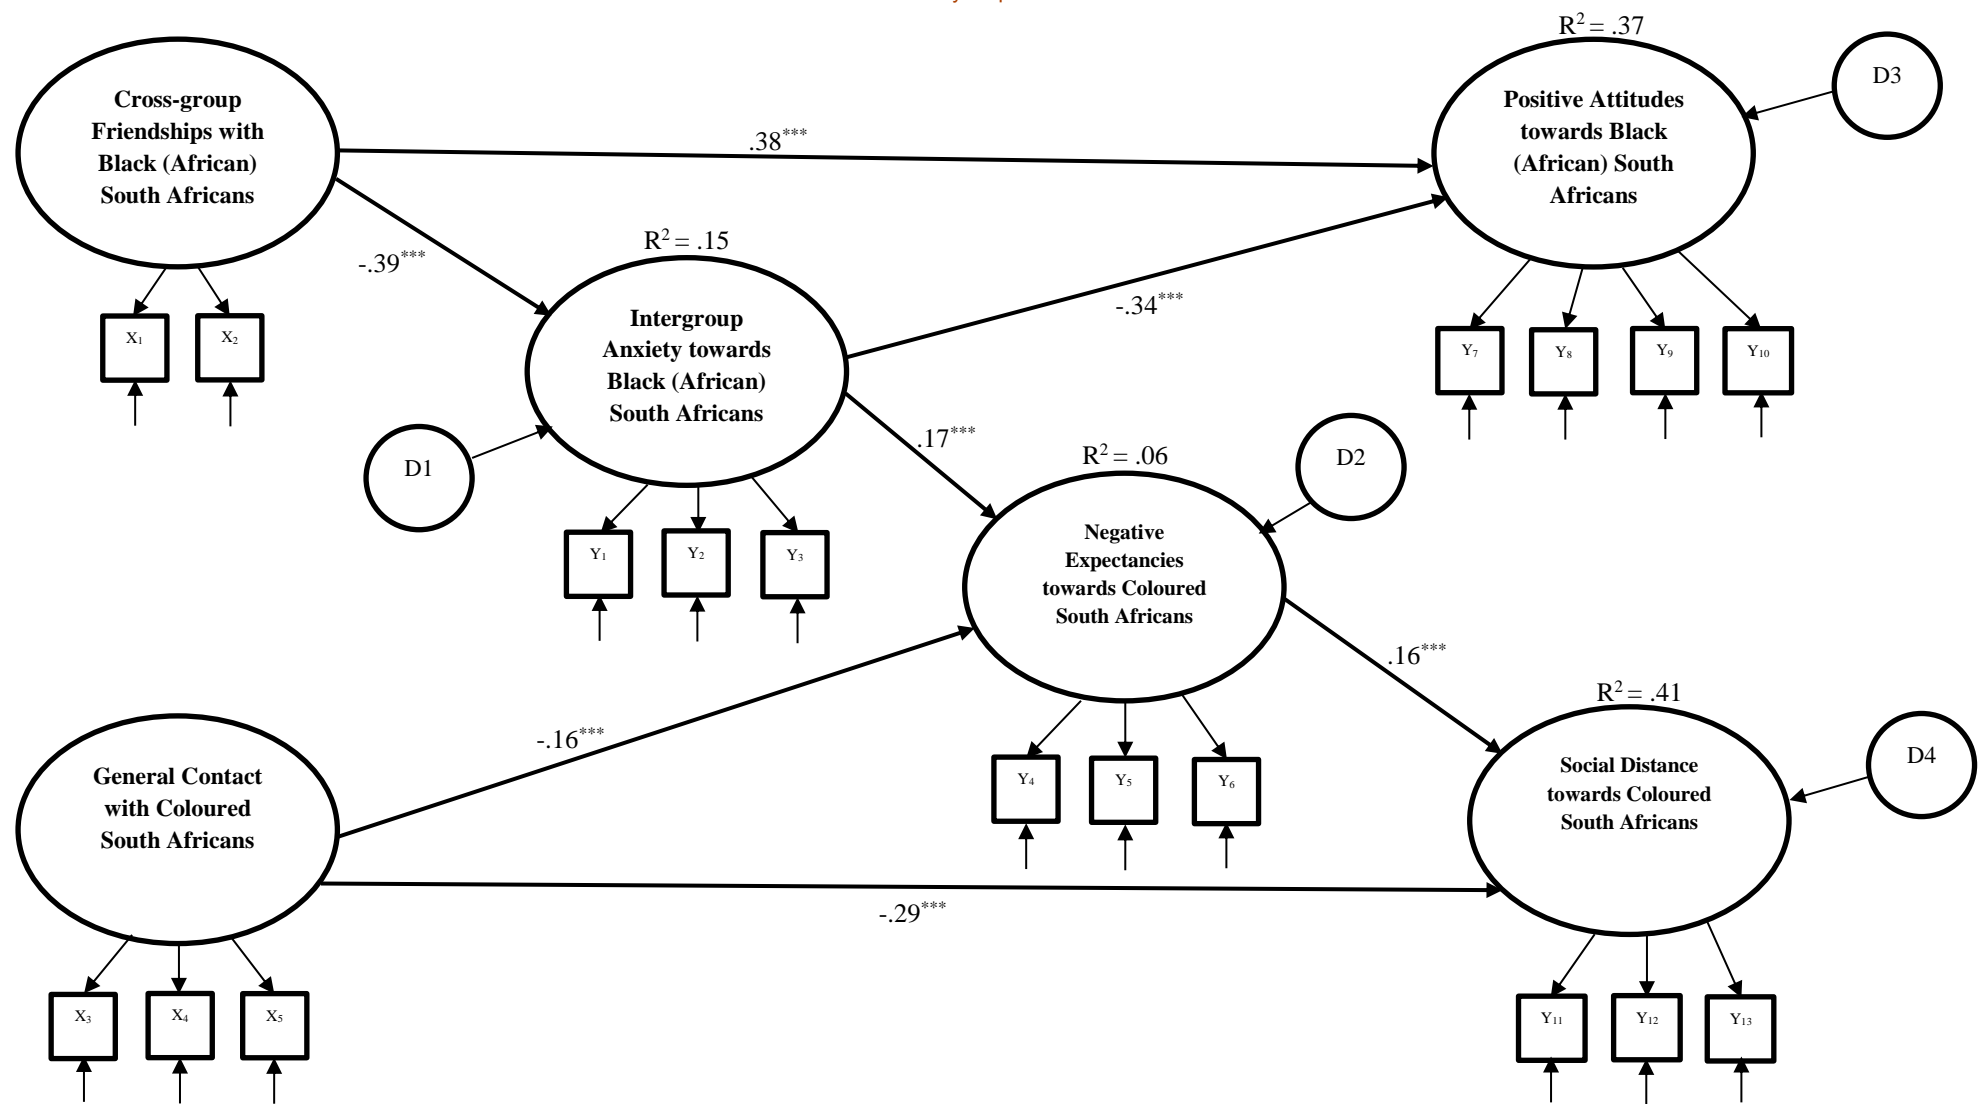 R² = .37
D3
Cross-group
Friendships with
Black (African)
South Africans
Positive Attitudes
towards Black
(African) South
Africans
.38***
R² = .15
-.39***
X₁
X₂
Intergroup
Anxiety towards
Black (African)
South Africans
-.34***
Y₇
Y₈
Y₉
Y₁₀
D1
.17***
R² = .06
D2
Y₁
Y₂
Y₃
Negative
Expectancies
towards Coloured
South Africans
.16***
R² = .41
-.16***
General Contact
with Coloured
South Africans
Y₄
Y₅
Y₆
Social Distance
towards Coloured
South Africans
D4
-.29***
X₃
X₄
X₅
Y₁₁
Y₁₂
Y₁₃